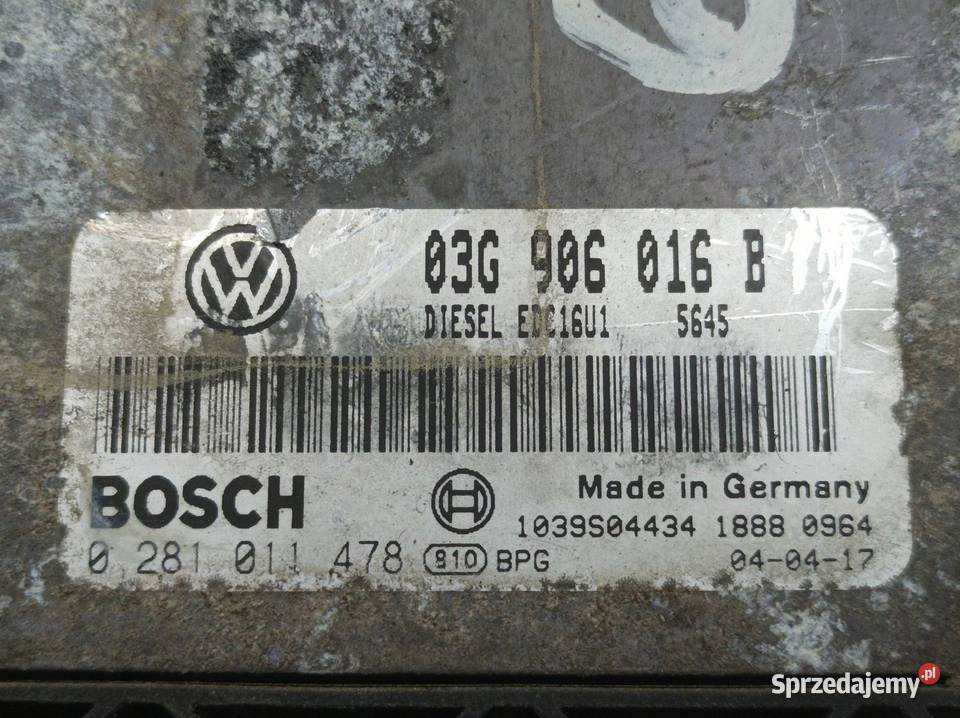 03G 906 016 B
DIESEL EDC16U1 5645
BOSCH
Made in Germany
1039S04434 1888 0964
0 281 011 478 910 BPG
04-04-17
Sprzedajemy.pl